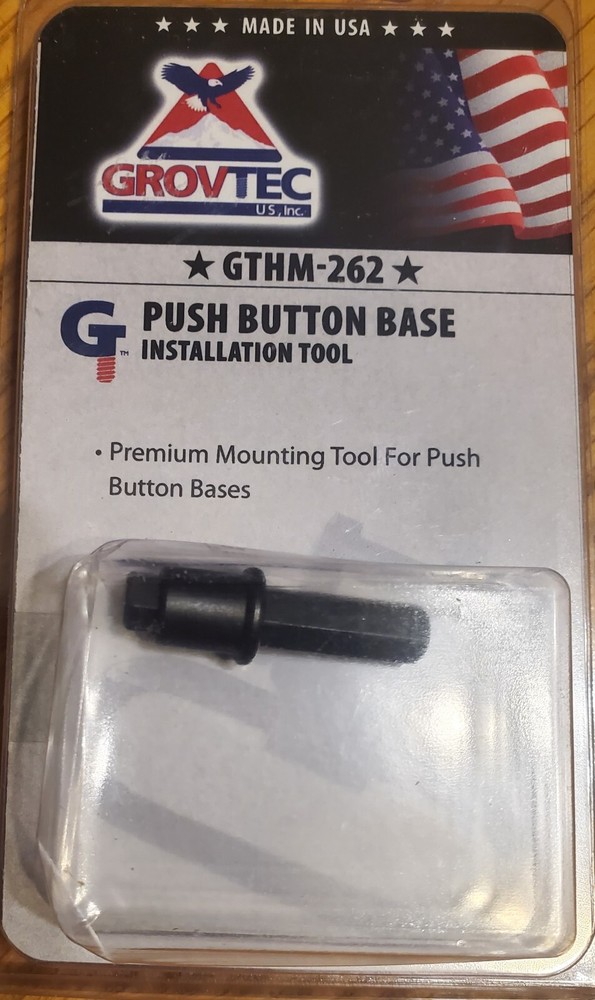 ★ ★ ★ MADE IN USA ★ ★ ★
GROVTEC
US, Inc.
★ GTHM-262 ★
G™ PUSH BUTTON BASE
INSTALLATION TOOL
• Premium Mounting Tool For Push
Button Bases